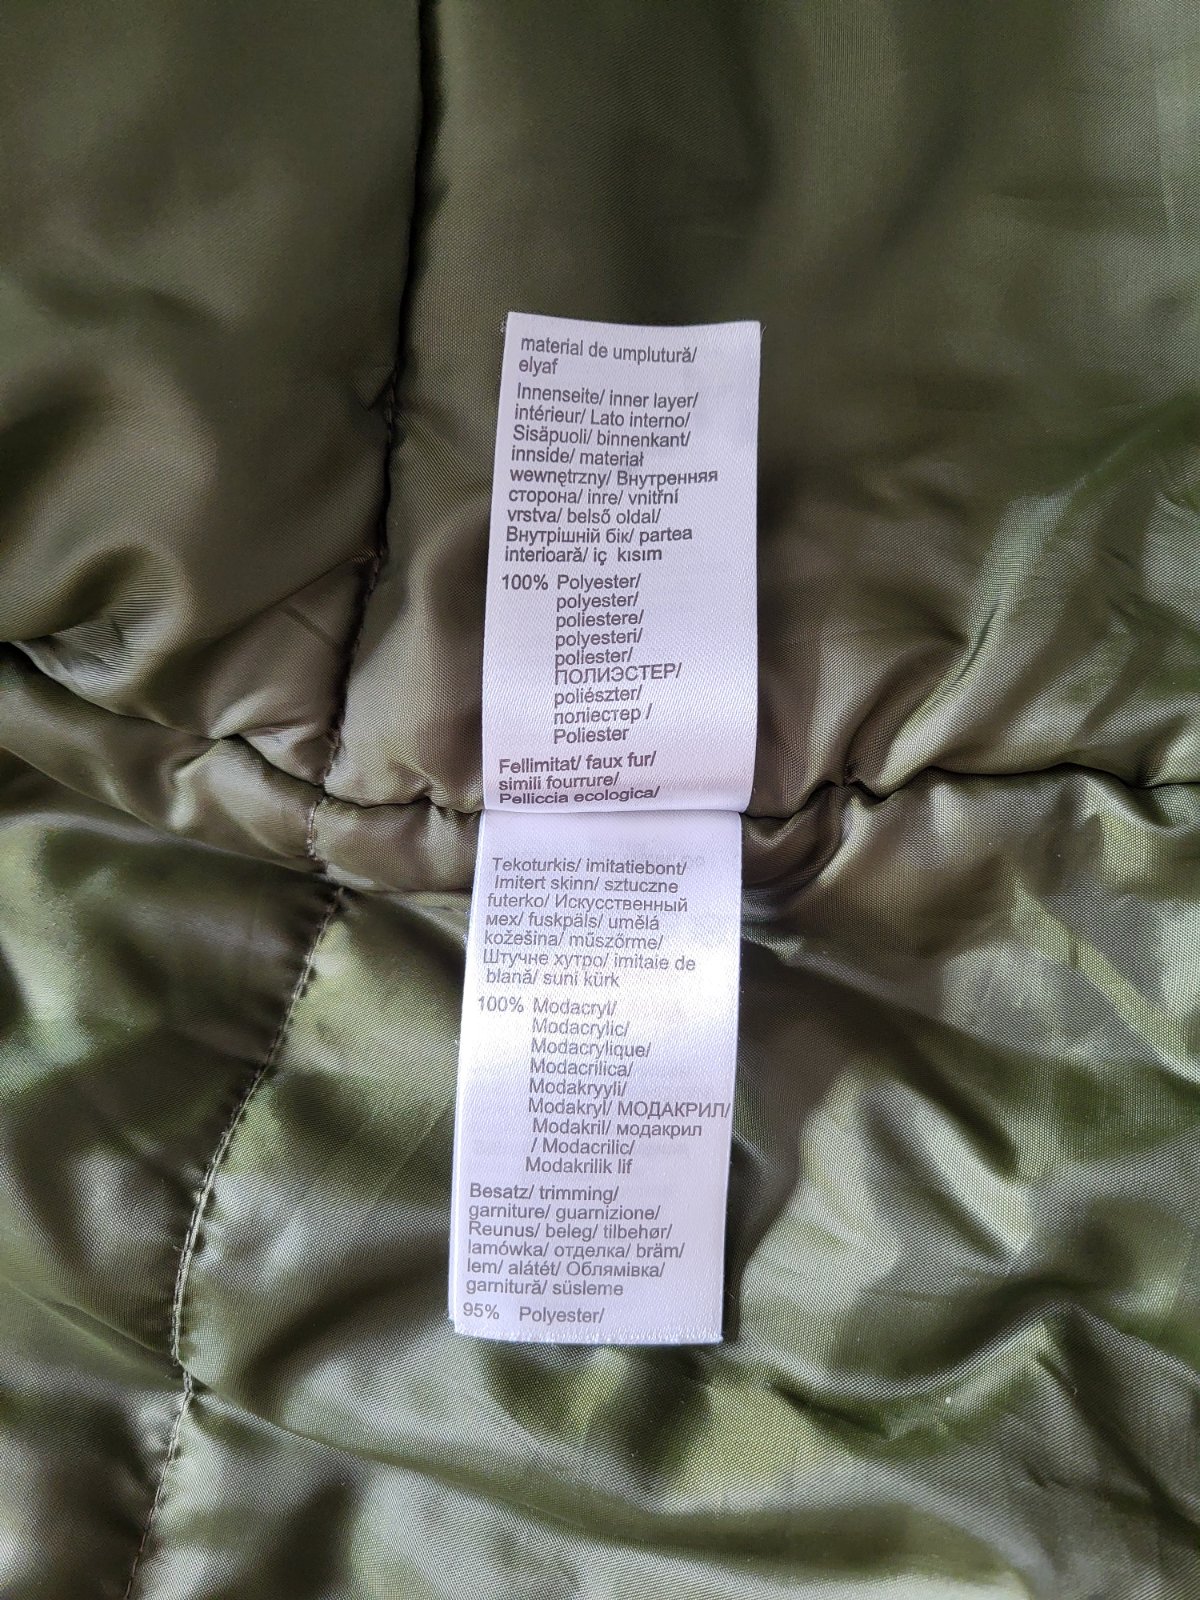 material de umplutură/
elyaf
Innenseite/ inner layer/
intérieur/ Lato interno/
Sisäpuoli/ binnenkant/
innside/ materiał
wewnętrzny/ Внутренняя
сторона/ inre/ vnitřní
vrstva/ belső oldal/
Внутрішній бік/ partea
interioară/ iç kısım
100% Polyester/
polyester/
poliestere/
polyesteri/
poliester/
ПОЛИЭСТЕР/
poliészter/
поліестер /
Poliester
Fellimitat/ faux fur/
simili fourrure/
Pelliccia ecologica/
Tekoturkis/ imitatiebont/
Imitert skinn/ sztuczne
futerko/ Искусственный
мех/ fuskpäls/ umělá
kožešina/ műszőrme/
Штучне хутро/ imitaie de
blană/ suni kürk
100% Modacryl/
Modacrylic/
Modacrylique/
Modacrilica/
Modakryyli/
Modakryl/ МОДАКРИЛ/
Modakril/ модакрил
/ Modacrilic/
Modakrilik lif
Besatz/ trimming/
garniture/ guarnizione/
Reunus/ beleg/ tilbehør/
lamówka/ отделка/ bräm/
lem/ alátét/ Облямівка/
garnitură/ süsleme
95% Polyester/